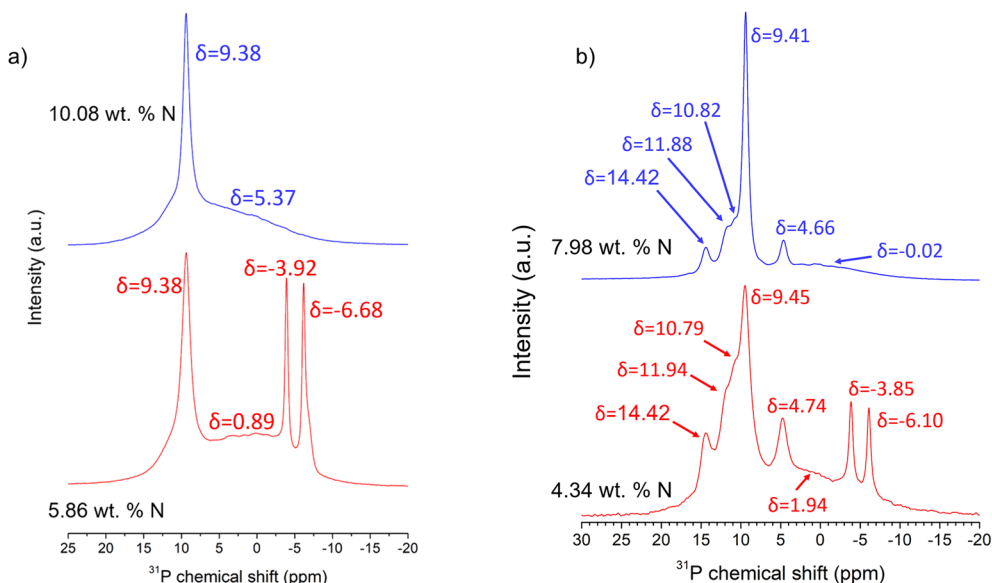 a)
δ=9.38
10.08 wt. % N
δ=5.37
δ=9.38
δ=-3.92
δ=-6.68
δ=0.89
5.86 wt. % N
Intensity (a.u.)
25 20 15 10 5 0 -5 -10 -15 -20
31P chemical shift (ppm)
b)
δ=9.41
δ=10.82
δ=11.88
δ=14.42
δ=4.66
7.98 wt. % N
δ=-0.02
δ=9.45
δ=10.79
δ=11.94
δ=14.42
δ=4.74
δ=-3.85
δ=-6.10
4.34 wt. % N
δ=1.94
Intensity (a.u.)
30 25 20 15 10 5 0 -5 -10 -15 -20
31P chemical shift (ppm)